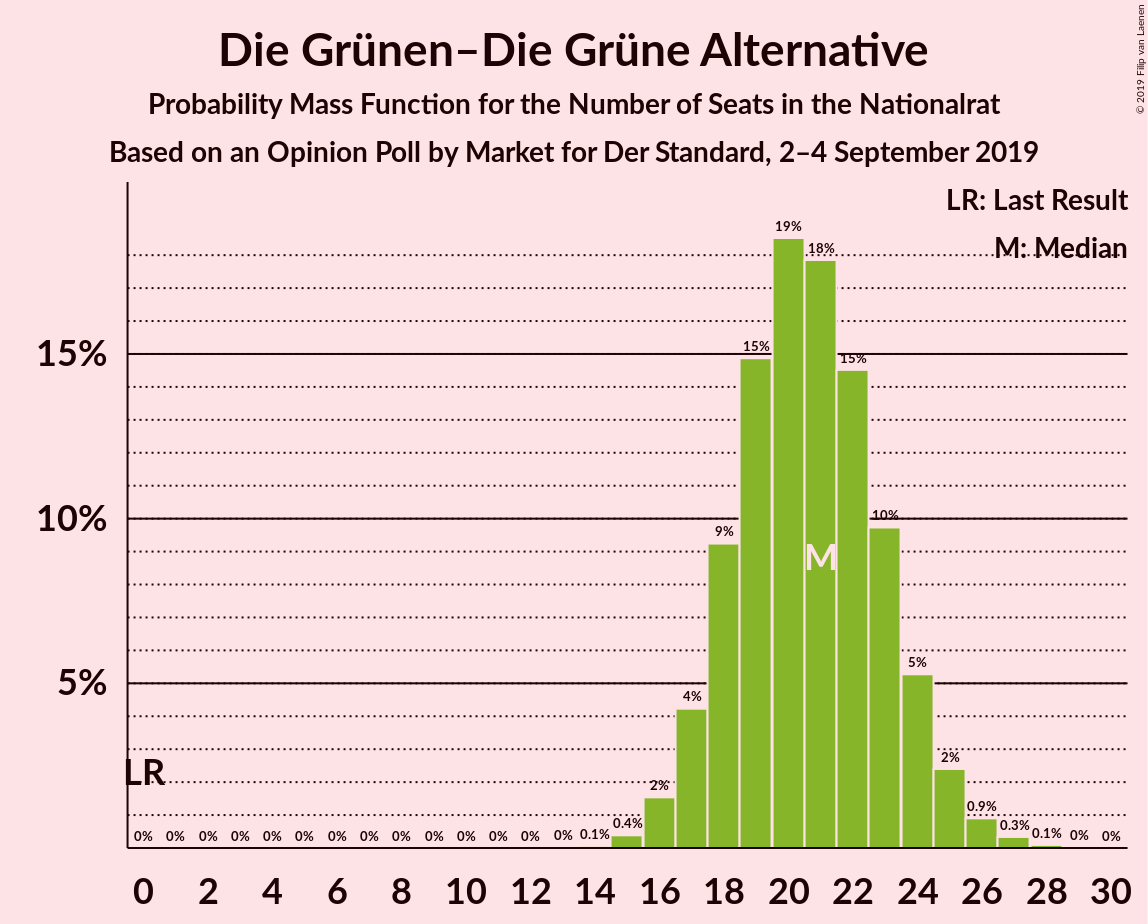 © 2019 Filip van Laenen
Die Grünen–Die Grüne Alternative
Probability Mass Function for the Number of Seats in the Nationalrat
Based on an Opinion Poll by Market for Der Standard, 2–4 September 2019
LR: Last Result
M: Median
19%
18%
15%
15%
15%
10%
10%
9%
M
5%
5%
4%
LR
2%
2%
0.9%
0.4%
0.3%
0% 0% 0% 0% 0% 0% 0% 0% 0% 0% 0% 0% 0% 0% 0.1% 0.1% 0% 0%
0 2 4 6 8 10 12 14 16 18 20 22 24 26 28 30